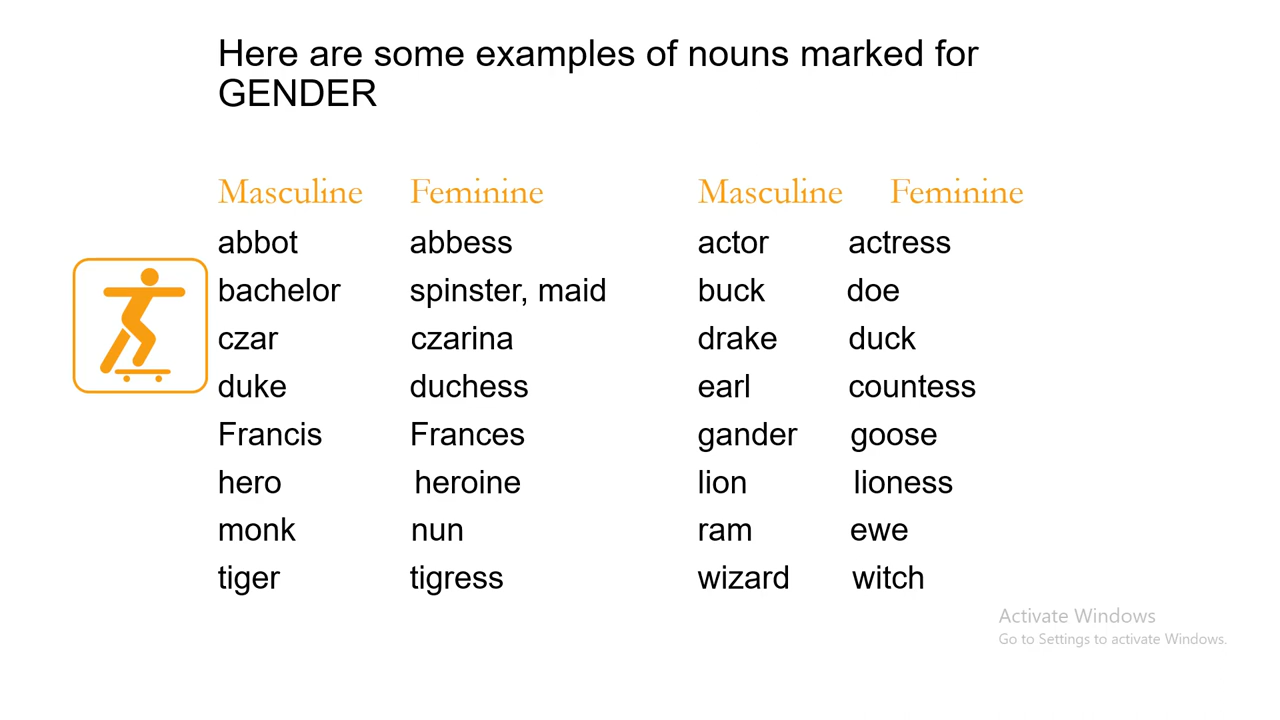 Here are some examples of nouns marked for
GENDER
Masculine Feminine Masculine Feminine
abbot abbess actor actress
bachelor spinster, maid buck doe
czar czarina drake duck
duke duchess earl countess
Francis Frances gander goose
hero heroine lion lioness
monk nun ram ewe
tiger tigress wizard witch
Activate Windows
Go to Settings to activate Windows.